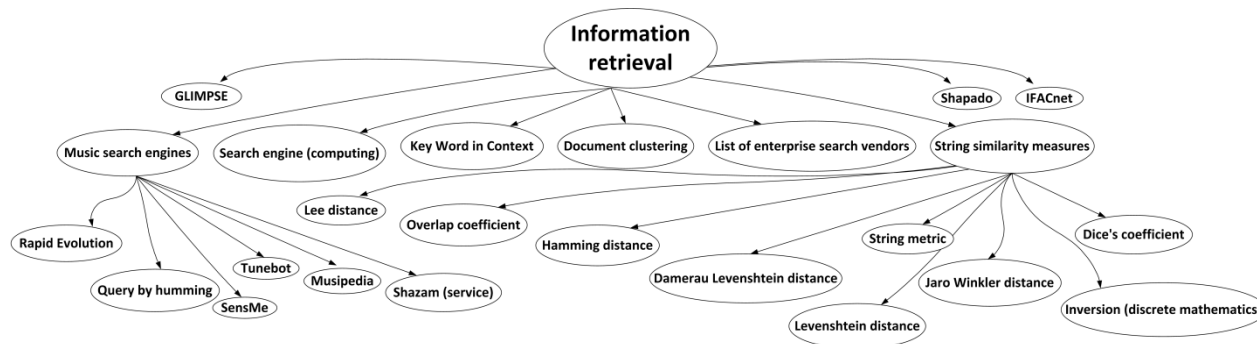 Information
retrieval
GLIMPSE
Shapado
IFACnet
Music search engines
Search engine (computing)
Key Word in Context
Document clustering
List of enterprise search vendors
String similarity measures
Lee distance
Overlap coefficient
Hamming distance
String metric
Dice's coefficient
Rapid Evolution
Tunebot
Query by humming
Musipedia
SensMe
Shazam (service)
Damerau Levenshtein distance
Jaro Winkler distance
Levenshtein distance
Inversion (discrete mathematics